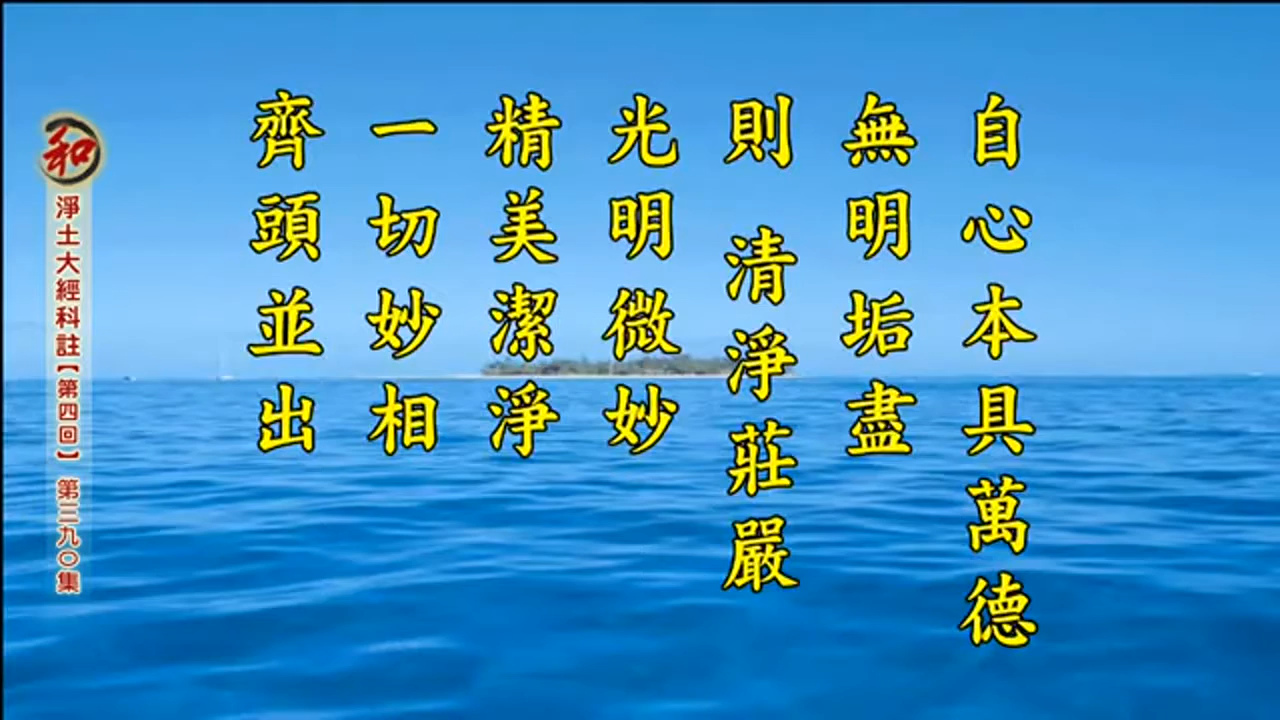 自心本具萬德
無明垢盡
則 清淨莊嚴
光明微妙
精美潔淨
一切妙相
齊頭並出
和
淨土大經科註【第四回】 第三九〇集